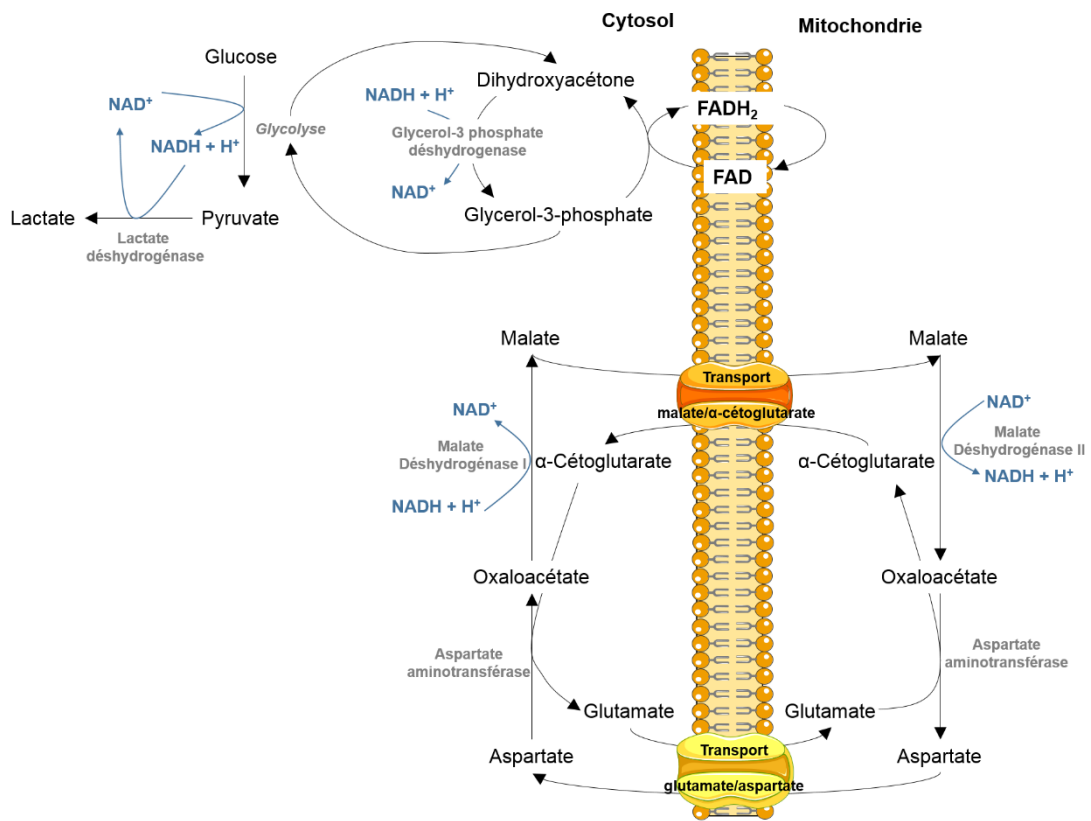 Cytosol
Mitochondrie
Glucose
NAD⁺
NADH + H⁺
Glycolyse
Lactate
Pyruvate
Lactate
déshydrogénase
Dihydroxyacétone
NADH + H⁺
Glycerol-3 phosphate
déshydrogenase
NAD⁺
Glycerol-3-phosphate
FADH₂
FAD
Malate
Malate
Transport
malate/α-cétoglutarate
NAD⁺
Malate
Déshydrogénase I
NADH + H⁺
α-Cétoglutarate
α-Cétoglutarate
NAD⁺
Malate
Déshydrogénase II
NADH + H⁺
Oxaloacétate
Oxaloacétate
Aspartate
aminotransférase
Aspartate
aminotransférase
Glutamate
Glutamate
Aspartate
Transport
glutamate/aspartate
Aspartate